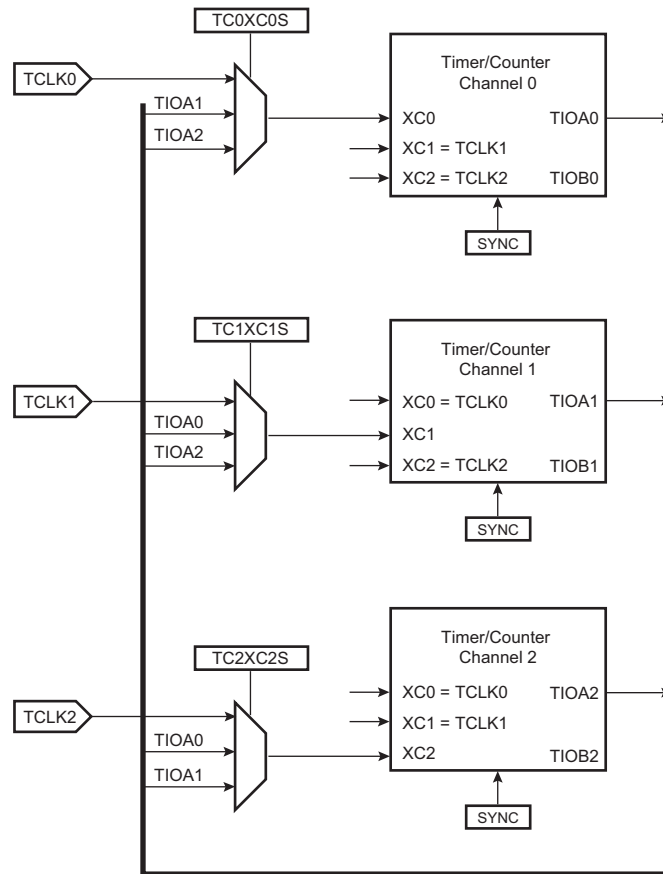 TC0XC0S
TCLK0
TIOA1
TIOA2
Timer/Counter
Channel 0
XC0
TIOA0
XC1 = TCLK1
XC2 = TCLK2
TIOB0
SYNC
TC1XC1S
TCLK1
TIOA0
TIOA2
Timer/Counter
Channel 1
XC0 = TCLK0
TIOA1
XC1
XC2 = TCLK2
TIOB1
SYNC
TC2XC2S
TCLK2
TIOA0
TIOA1
Timer/Counter
Channel 2
XC0 = TCLK0
TIOA2
XC1 = TCLK1
XC2
TIOB2
SYNC